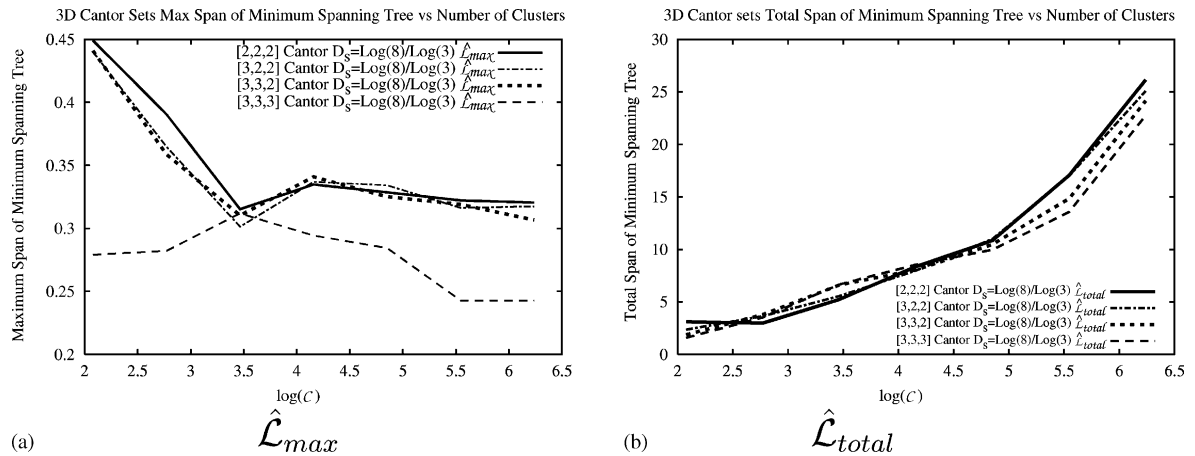 3D Cantor Sets Max Span of Minimum Spanning Tree vs Number of Clusters
Maximum Span of Minimum Spanning Tree
0.45
0.4
0.35
0.3
0.25
0.2
[2,2,2] Cantor D_S=Log(8)/Log(3) ℒ̂_max
[3,2,2] Cantor D_S=Log(8)/Log(3) ℒ̂_max
[3,3,2] Cantor D_S=Log(8)/Log(3) ℒ̂_max
[3,3,3] Cantor D_S=Log(8)/Log(3) ℒ̂_max
2 2.5 3 3.5 4 4.5 5 5.5 6 6.5
log(C)
(a) ℒ̂_max
3D Cantor sets Total Span of Minimum Spanning Tree vs Number of Clusters
Total Span of Minimum Spanning Tree
30
25
20
15
10
5
0
[2,2,2] Cantor D_S=Log(8)/Log(3) ℒ̂_total
[3,2,2] Cantor D_S=Log(8)/Log(3) ℒ̂_total
[3,3,2] Cantor D_S=Log(8)/Log(3) ℒ̂_total
[3,3,3] Cantor D_S=Log(8)/Log(3) ℒ̂_total
2 2.5 3 3.5 4 4.5 5 5.5 6 6.5
log(C)
(b) ℒ̂_total